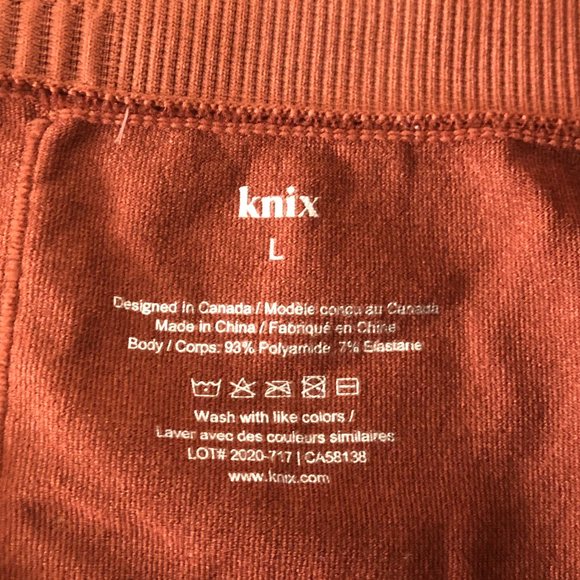 knix
L
Designed in Canada / Modèle conçu au Canada
Made in China / Fabriqué en Chine
Body / Corps: 93% Polyamide 7% Elastane
Wash with like colors /
Laver avec des couleurs similaires
LOT# 2020-717 | CA58138
www.knix.com